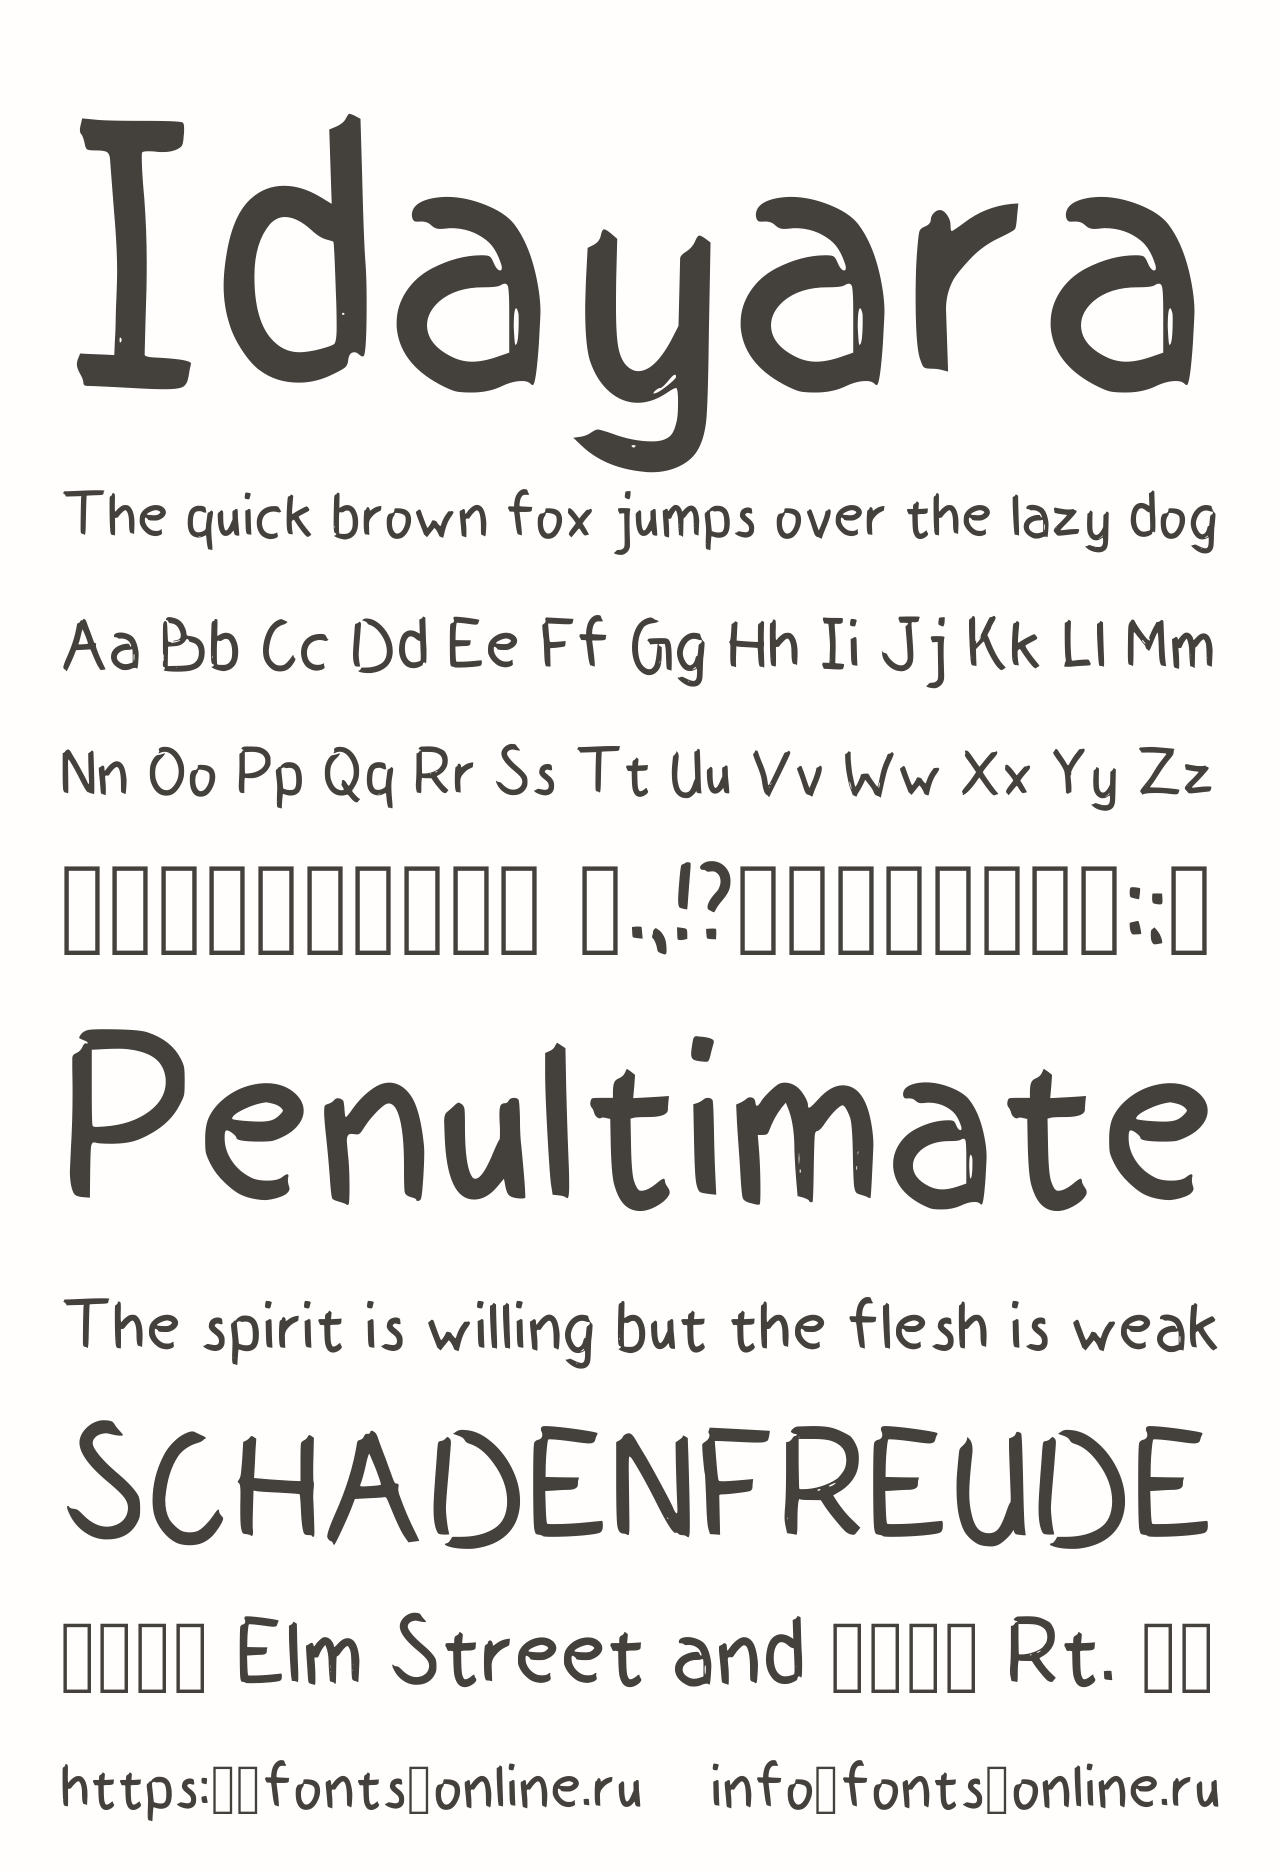 Idayara
The quick brown fox jumps over the lazy dog
Aa Bb Cc Dd Ee Ff Gg Hh Ii Jj Kk Ll Mm
Nn Oo Pp Qq Rr Ss Tt Uu Vv Ww Xx Yy Zz
▯▯▯▯▯▯▯▯▯▯ ▯.,!?▯▯▯▯▯▯▯▯:;▯
Penultimate
The spirit is willing but the flesh is weak
SCHADENFREUDE
▯▯▯▯ Elm Street and ▯▯▯▯ Rt. ▯▯
https:▯▯fonts▯online.ru info▯fonts▯online.ru